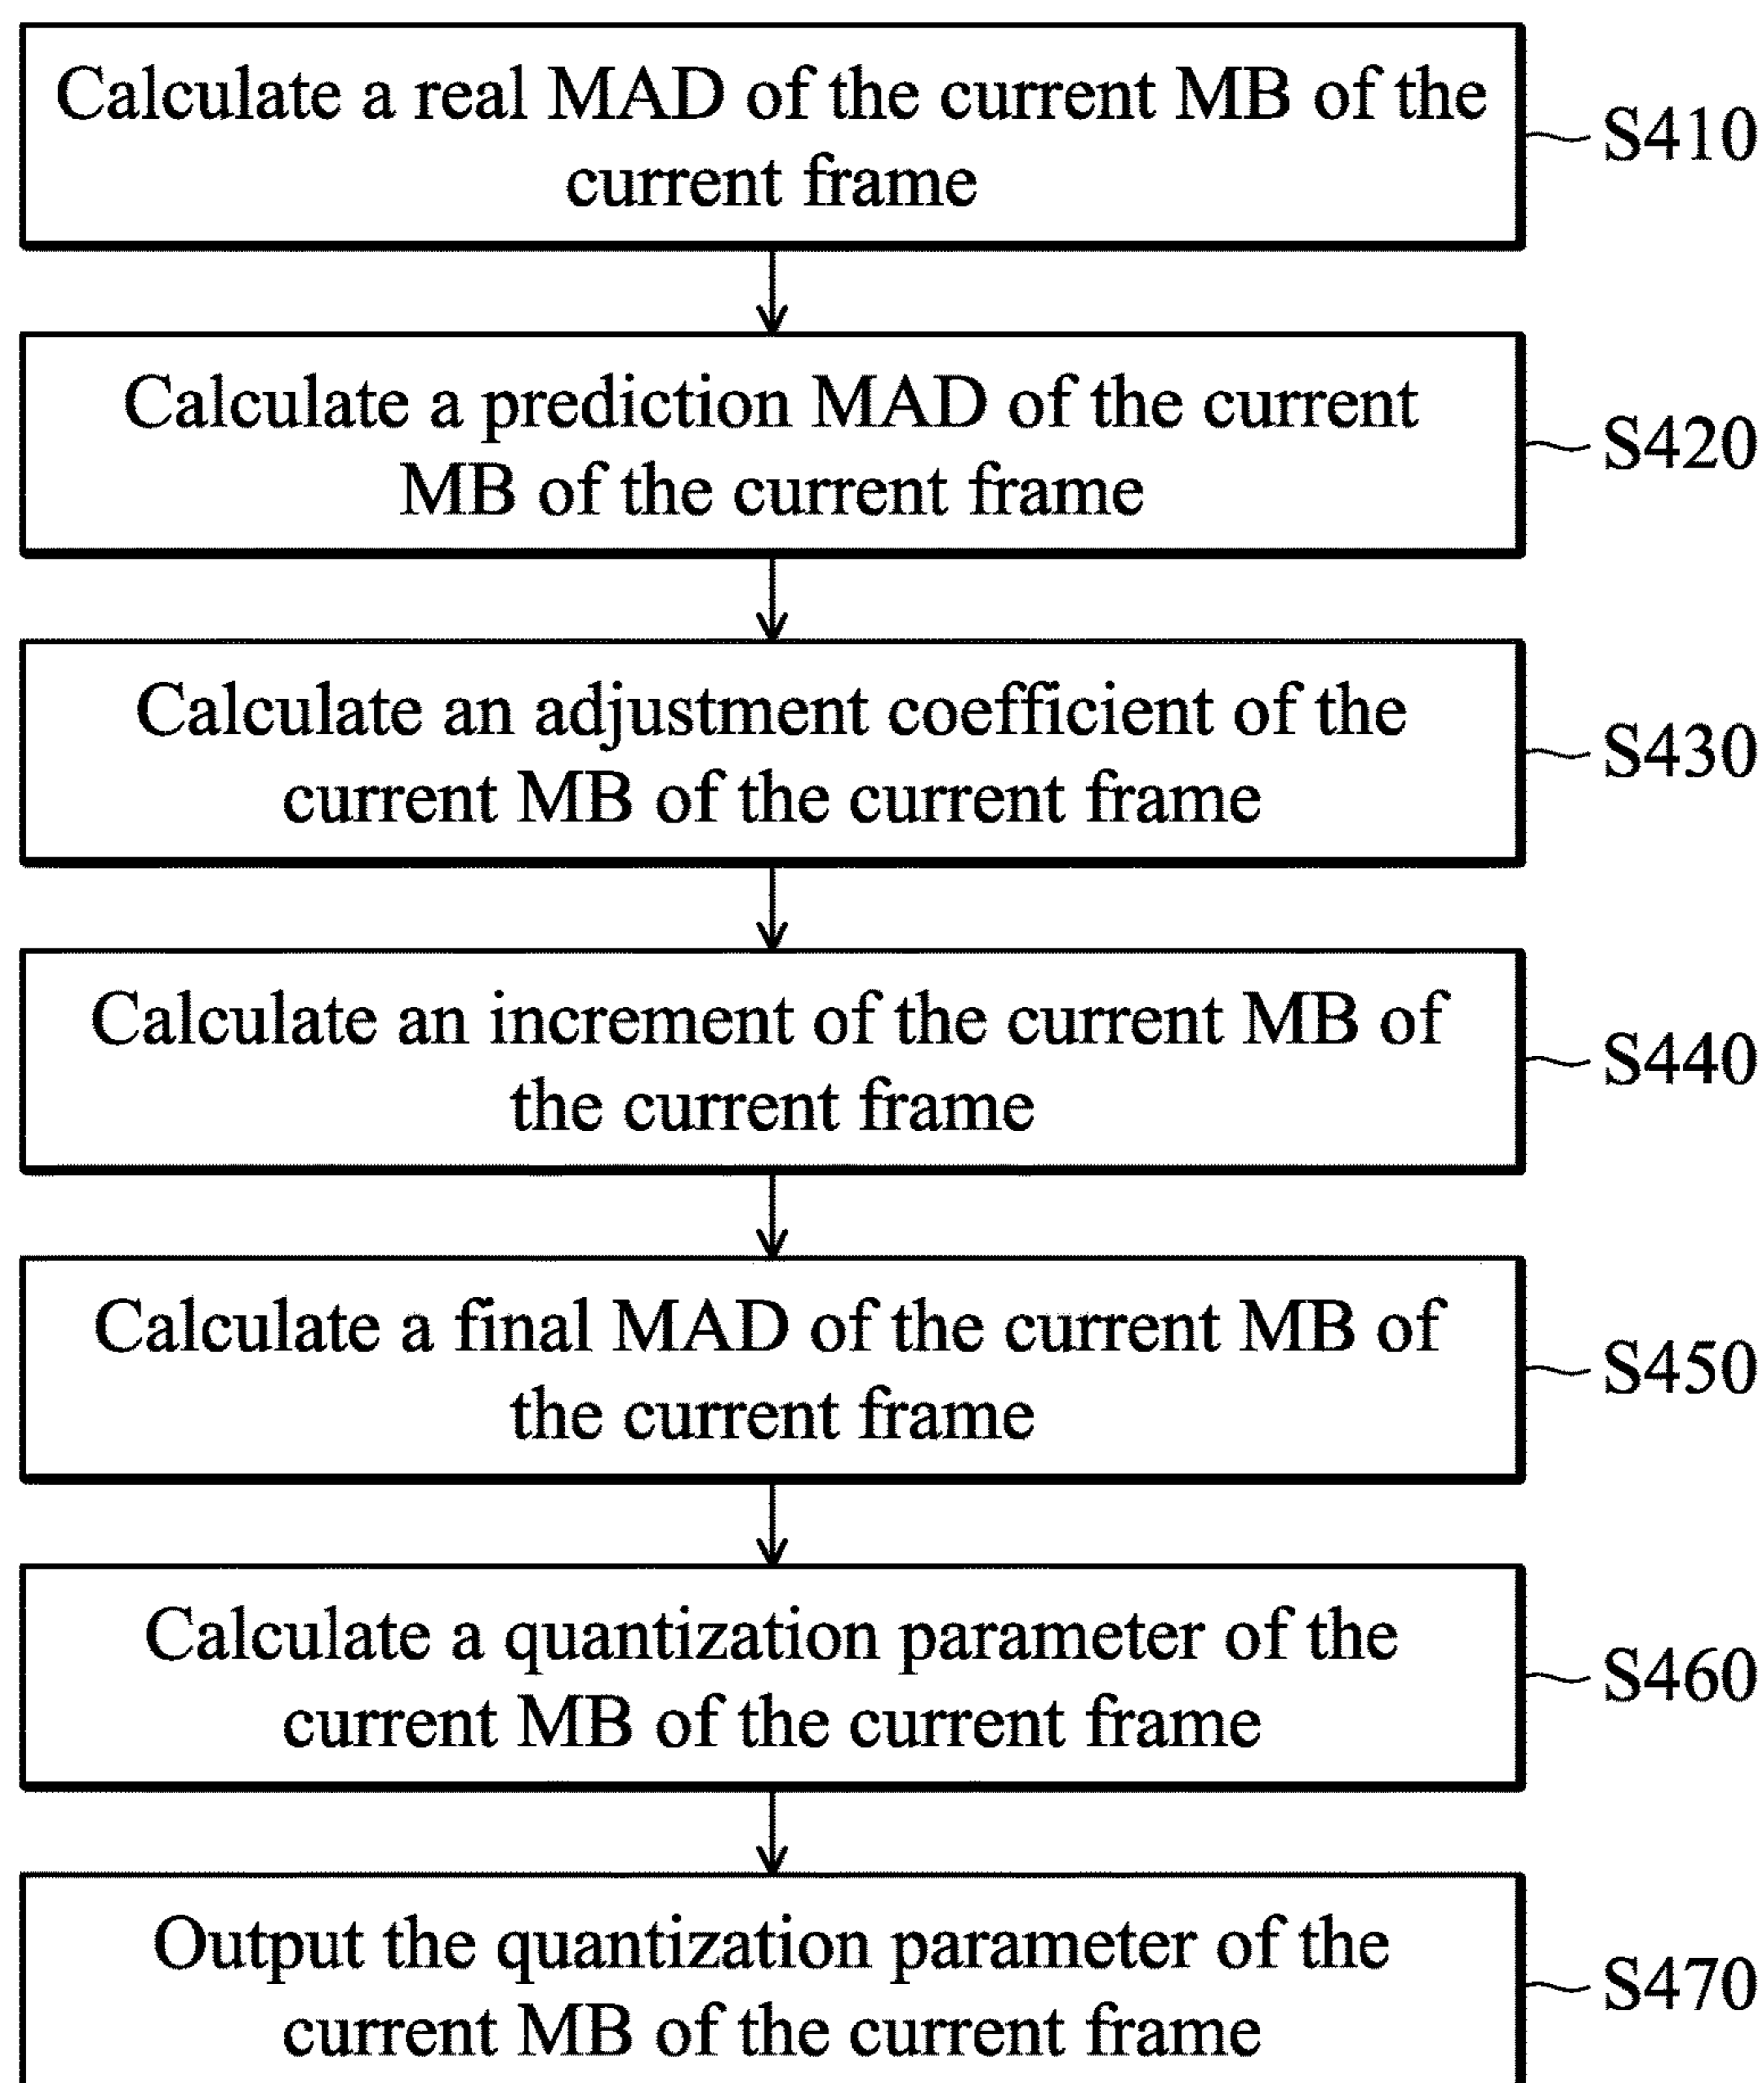 Calculate a real MAD of the current MB of the
current frame
S410
Calculate a prediction MAD of the current
MB of the current frame
S420
Calculate an adjustment coefficient of the
current MB of the current frame
S430
Calculate an increment of the current MB of
the current frame
S440
Calculate a final MAD of the current MB of
the current frame
S450
Calculate a quantization parameter of the
current MB of the current frame
S460
Output the quantization parameter of the
current MB of the current frame
S470